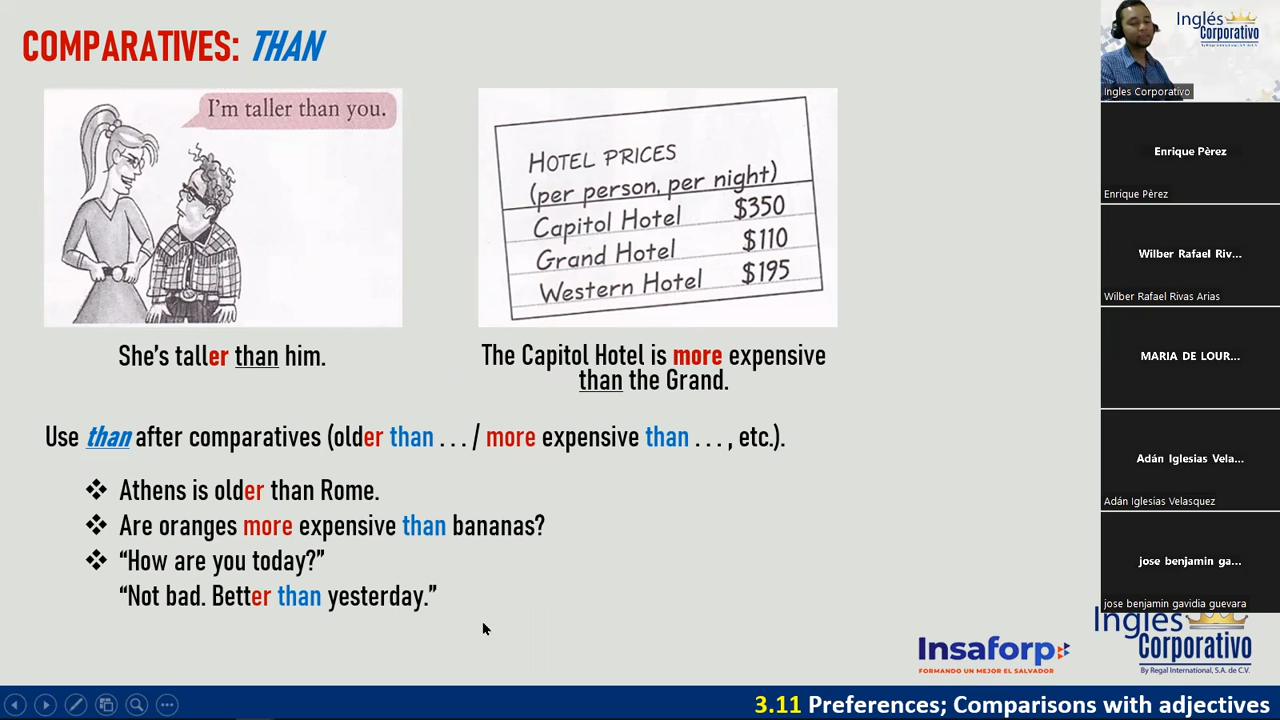 COMPARATIVES: THAN
I'm taller than you.
She's taller than him.
HOTEL PRICES
(per person, per night)
Capitol Hotel $350
Grand Hotel $110
Western Hotel $195
The Capitol Hotel is more expensive
than the Grand.
Use than after comparatives (older than . . . / more expensive than . . . , etc.).
❖ Athens is older than Rome.
❖ Are oranges more expensive than bananas?
❖ “How are you today?”
“Not bad. Better than yesterday.”
Insaforp
FORMANDO UN MEJOR EL SALVADOR
Inglés
Corporativo
By Regal International, S.A. de C.V.
3.11 Preferences; Comparisons with adjectives
Inglés
Corporativo
By Regal International, S.A. de C.V.
Ingles Corporativo
Enrique Pèrez
Enrique Pèrez
Wilber Rafael Riv...
Wilber Rafael Rivas Arias
MARIA DE LOUR...
Adán Iglesias Vela...
Adán Iglesias Velasquez
jose benjamin ga...
jose benjamin gavidia guevara